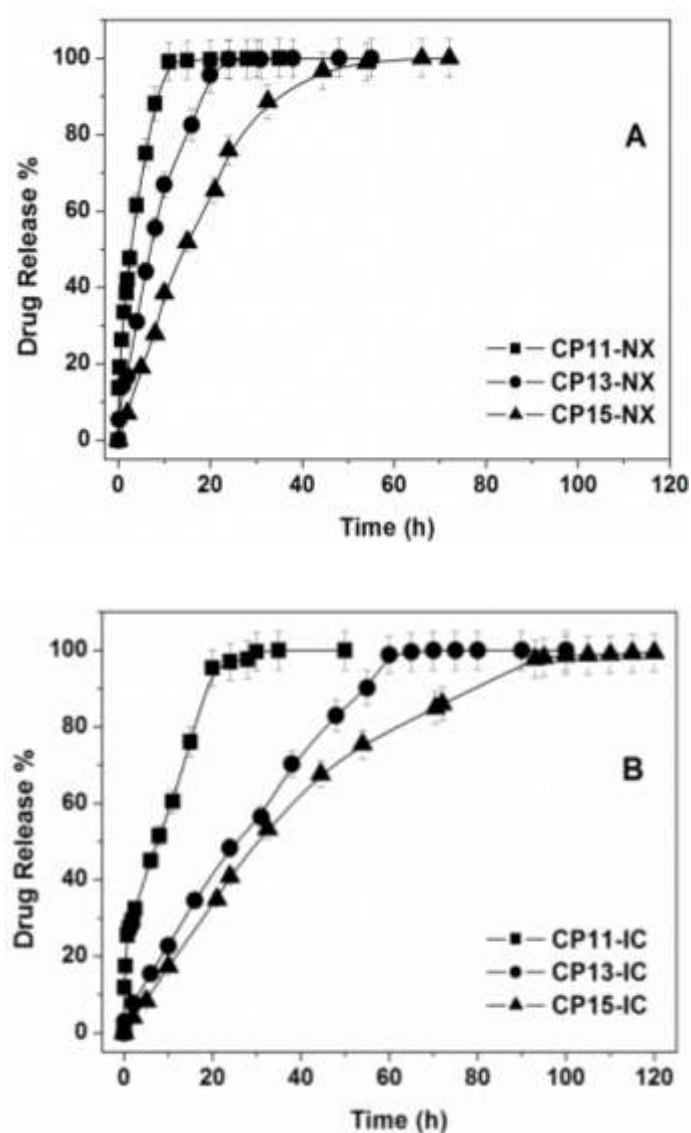 100
80
60
40
20
0
Drug Release %
A
CP11-NX
CP13-NX
CP15-NX
0 20 40 60 80 100 120
Time (h)
100
80
60
40
20
0
Drug Release %
B
CP11-IC
CP13-IC
CP15-IC
0 20 40 60 80 100 120
Time (h)